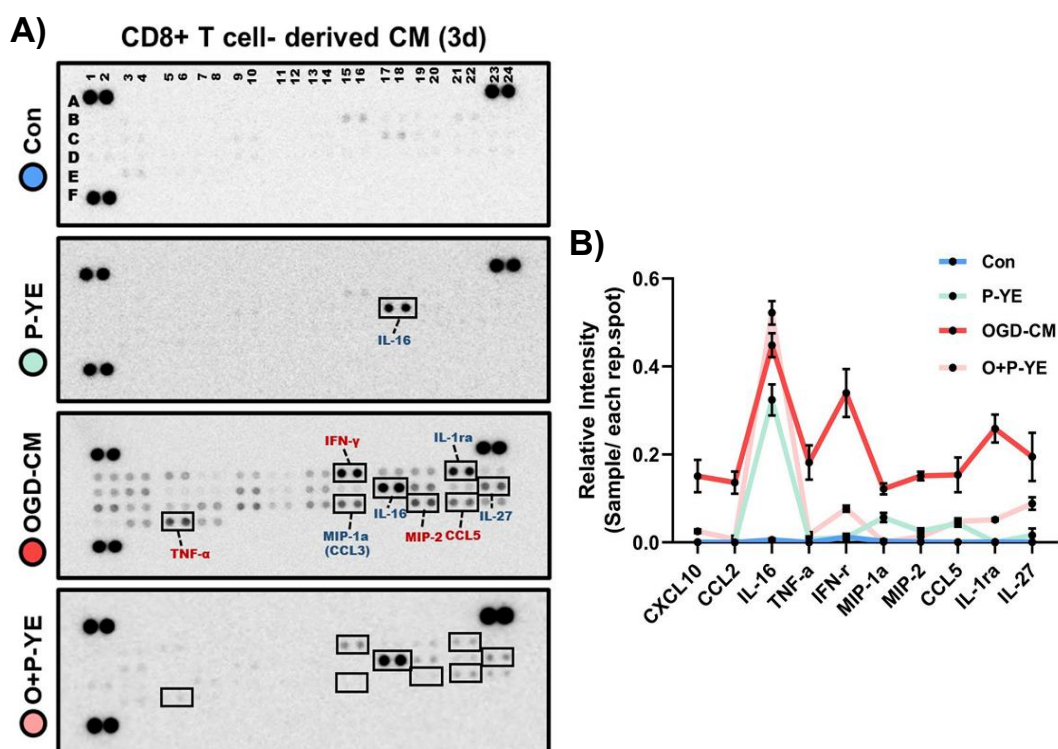 A)
CD8+ T cell- derived CM (3d)
1 2 3 4 5 6 7 8 9 10 11 12 13 14 15 16 17 18 19 20 21 22 23 24
A
B
C
D
E
F
Con
P-YE
IL-16
OGD-CM
IFN-γ
IL-1ra
TNF-α
MIP-1a
(CCL3)
IL-16
MIP-2
CCL5
IL-27
O+P-YE
B)
Con
P-YE
OGD-CM
O+P-YE
Relative Intensity
(Sample/ each rep.spot)
0.6
0.4
0.2
0.0
CXCL10
CCL2
IL-16
TNF-a
IFN-r
MIP-1a
MIP-2
CCL5
IL-1ra
IL-27